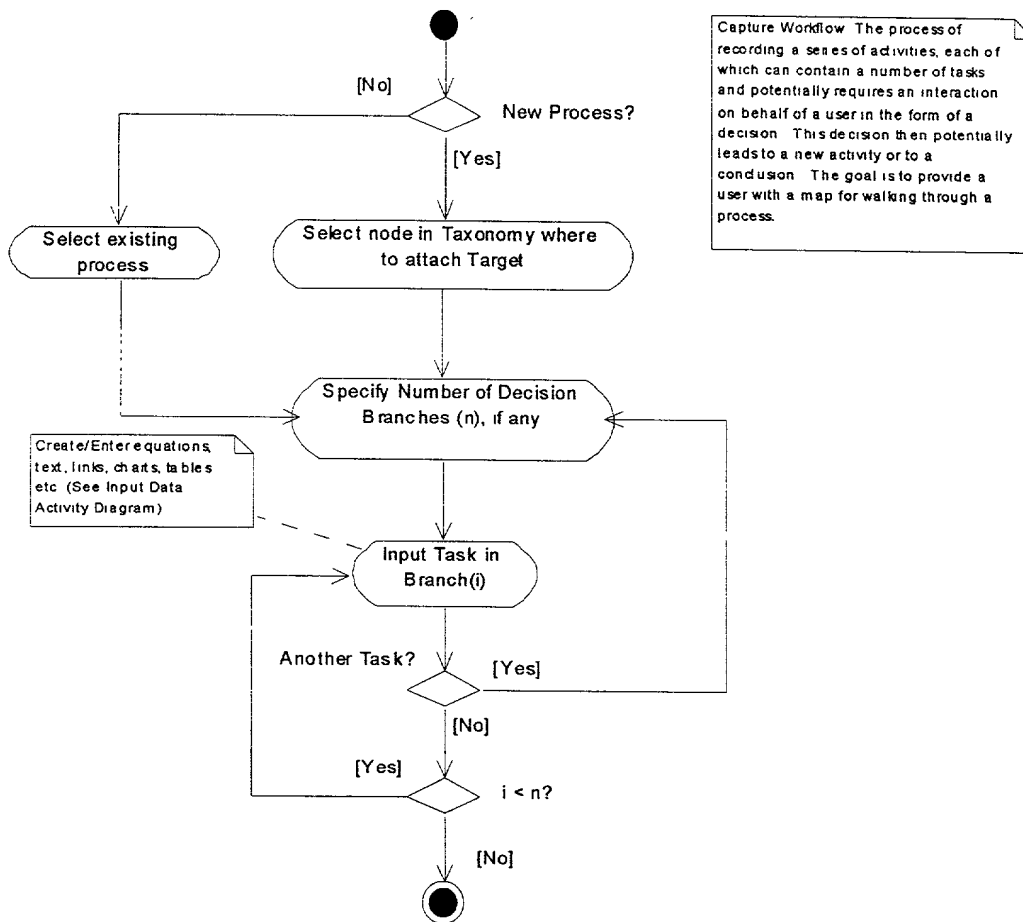 [No]
New Process?
[Yes]
Capture Workflow The process of
recording a series of activities, each of
which can contain a number of tasks
and potentially requires an interaction
on behalf of a user in the form of a
decision This decision then potentially
leads to a new activity or to a
conclusion The goal is to provide a
user with a map for walking through a
process.
Select existing
process
Select node in Taxonomy where
to attach Target
Specify Number of Decision
Branches (n), if any
Create/Enter equations,
text, links, charts, tables
etc (See Input Data
Activity Diagram)
Input Task in
Branch(i)
Another Task?
[Yes]
[No]
[Yes]
i < n?
[No]